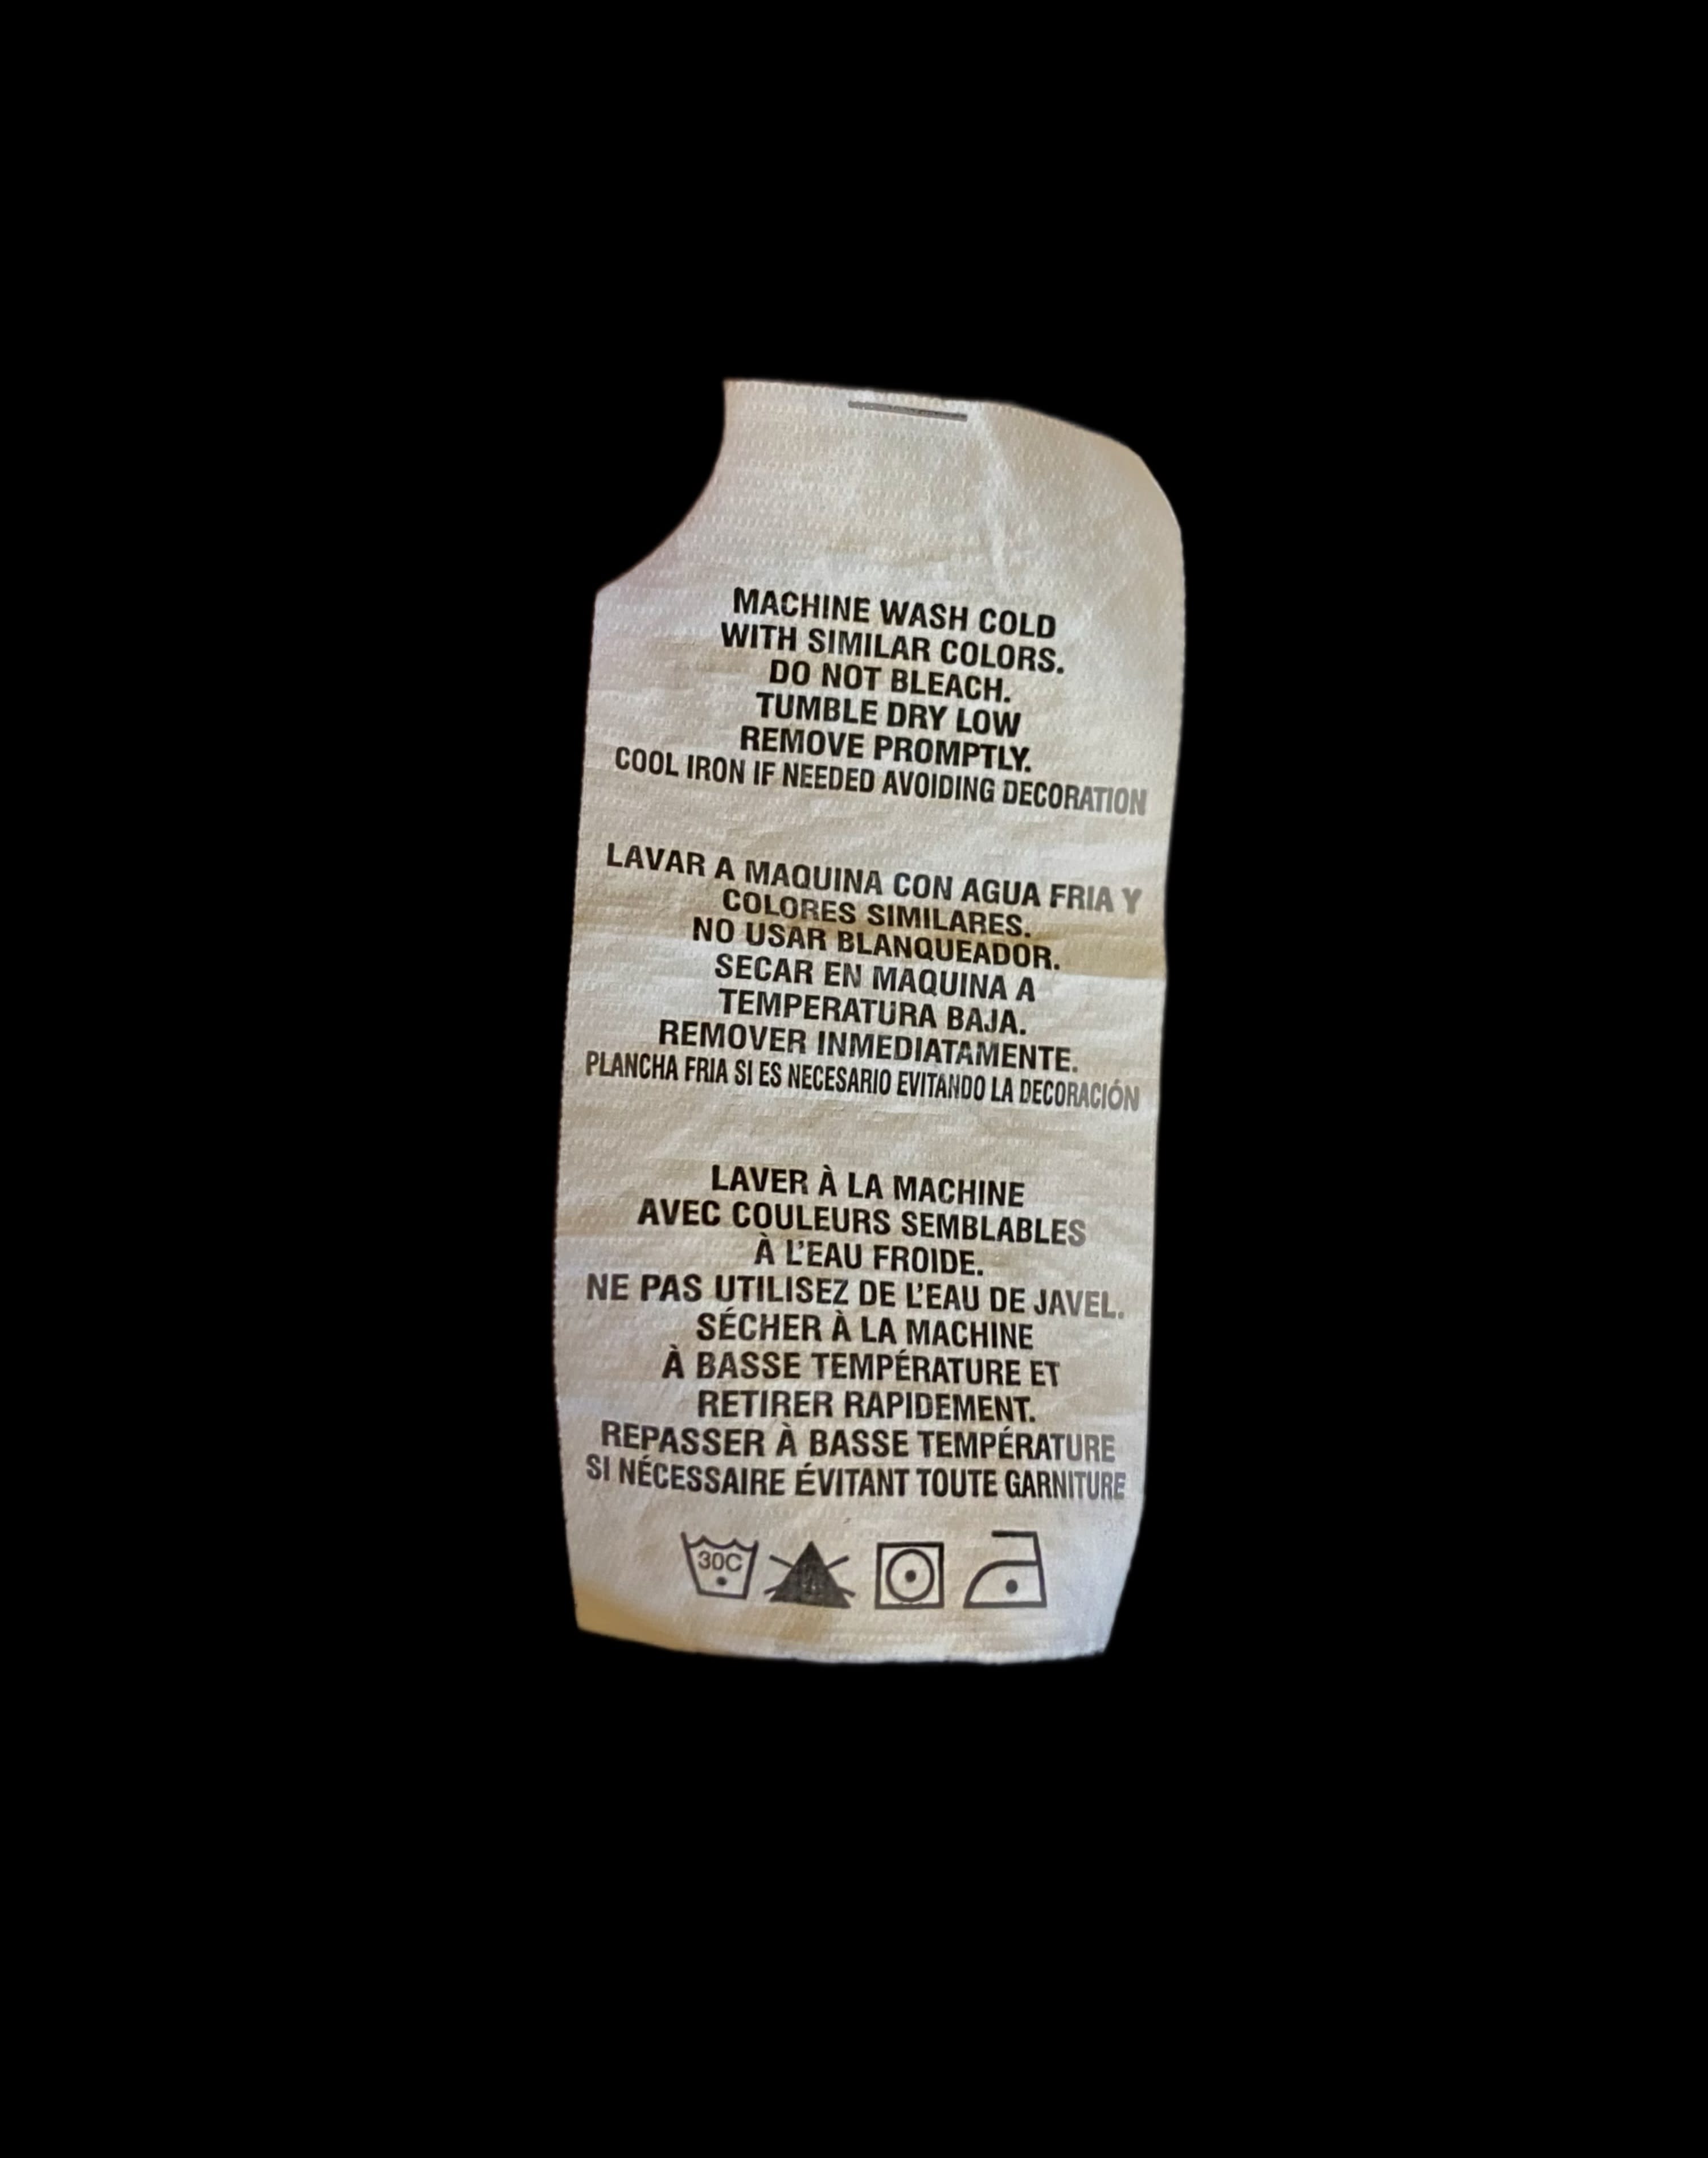 MACHINE WASH COLD
WITH SIMILAR COLORS.
DO NOT BLEACH.
TUMBLE DRY LOW
REMOVE PROMPTLY.
COOL IRON IF NEEDED AVOIDING DECORATION
LAVAR A MAQUINA CON AGUA FRIA Y
COLORES SIMILARES.
NO USAR BLANQUEADOR.
SECAR EN MAQUINA A
TEMPERATURA BAJA.
REMOVER INMEDIATAMENTE.
PLANCHA FRIA SI ES NECESARIO EVITANDO LA DECORACIÓN
LAVER À LA MACHINE
AVEC COULEURS SEMBLABLES
À L'EAU FROIDE.
NE PAS UTILISEZ DE L'EAU DE JAVEL.
SÉCHER À LA MACHINE
À BASSE TEMPÉRATURE ET
RETIRER RAPIDEMENT.
REPASSER À BASSE TEMPÉRATURE
SI NÉCESSAIRE ÉVITANT TOUTE GARNITURE
30C